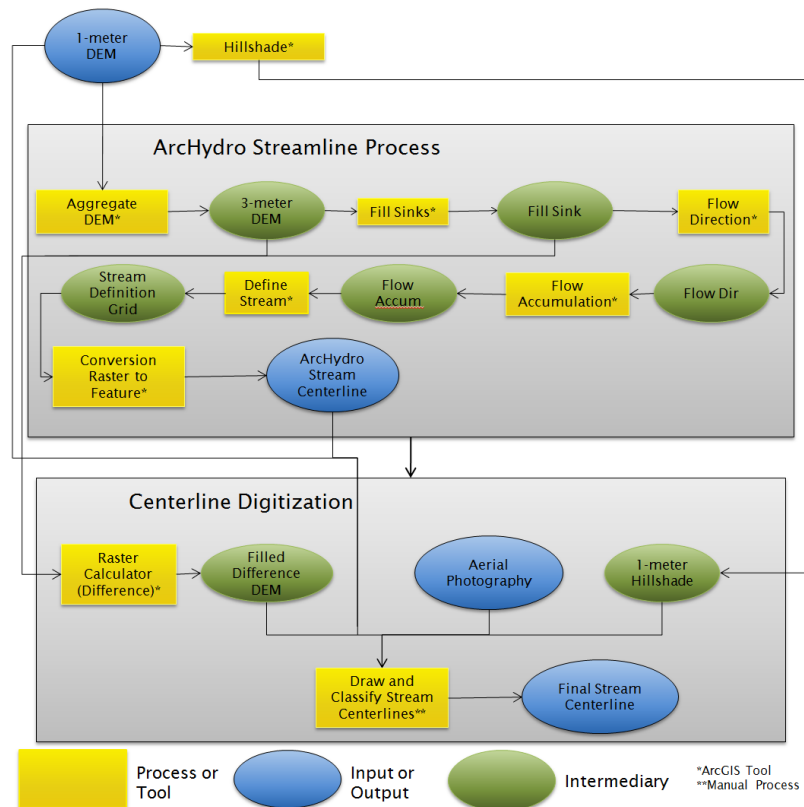 1-meter
DEM
Hillshade*
ArcHydro Streamline Process
Aggregate
DEM*
3-meter
DEM
Fill Sinks*
Fill Sink
Flow
Direction*
Stream
Definition
Grid
Define
Stream*
Flow
Accum
Flow
Accumulation*
Flow Dir
Conversion
Raster to
Feature*
ArcHydro
Stream
Centerline
Centerline Digitization
Raster
Calculator
(Difference)*
Filled
Difference
DEM
Aerial
Photography
1-meter
Hillshade
Draw and
Classify Stream
Centerlines**
Final Stream
Centerline
Process or
Tool
Input or
Output
Intermediary
*ArcGIS Tool
**Manual Process